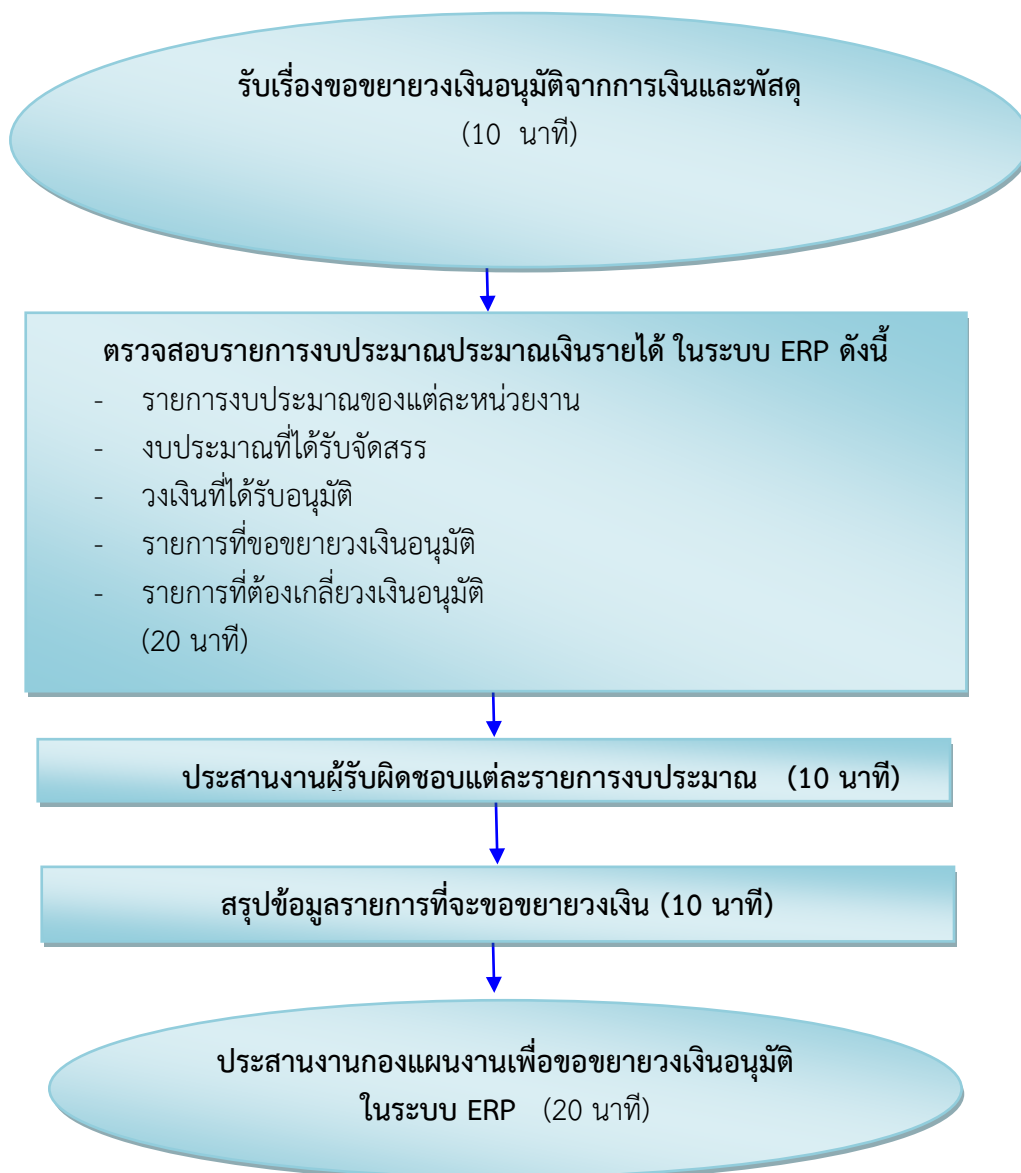 รับเรื่องขอขยายวงเงินอนุมัติจากการเงินและพัสดุ
(10 นาที)
ตรวจสอบรายการงบประมาณประมาณเงินรายได้ ในระบบ ERP ดังนี้
- รายการงบประมาณของแต่ละหน่วยงาน
- งบประมาณที่ได้รับจัดสรร
- วงเงินที่ได้รับอนุมัติ
- รายการที่ขอขยายวงเงินอนุมัติ
- รายการที่ต้องเกลี่ยวงเงินอนุมัติ
(20 นาที)
ประสานงานผู้รับผิดชอบแต่ละรายการงบประมาณ (10 นาที)
สรุปข้อมูลรายการที่จะขอขยายวงเงิน (10 นาที)
ประสานงานกองแผนงานเพื่อขอขยายวงเงินอนุมัติ
ในระบบ ERP (20 นาที)